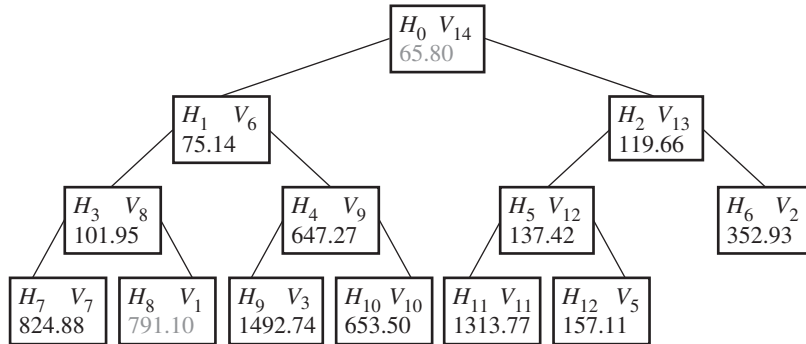 H₀ V₁₄
65.80
H₁ V₆
75.14
H₂ V₁₃
119.66
H₃ V₈
101.95
H₄ V₉
647.27
H₅ V₁₂
137.42
H₆ V₂
352.93
H₇ V₇
824.88
H₈ V₁
791.10
H₉ V₃
1492.74
H₁₀ V₁₀
653.50
H₁₁ V₁₁
1313.77
H₁₂ V₅
157.11